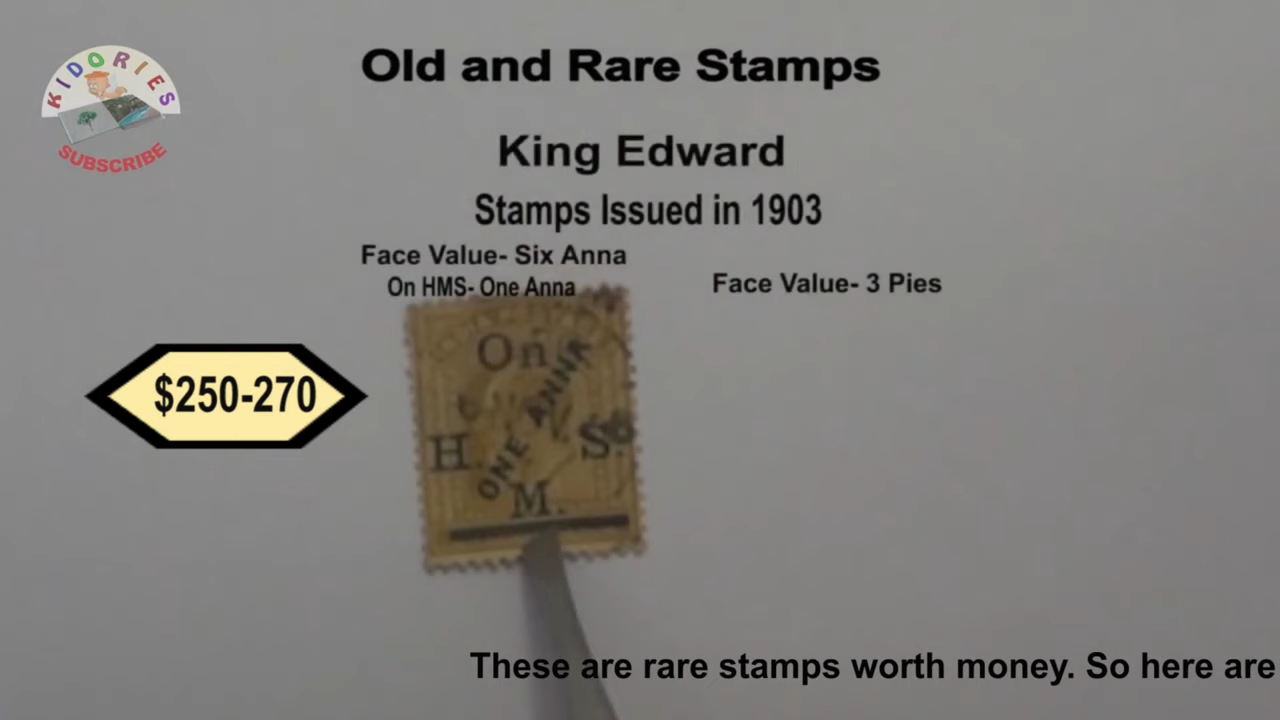 KIDORIES
SUBSCRIBE
Old and Rare Stamps
King Edward
Stamps Issued in 1903
Face Value- Six Anna
On HMS- One Anna
Face Value- 3 Pies
$250-270
On
H. S.
M.
ONE ANNA
These are rare stamps worth money. So here are